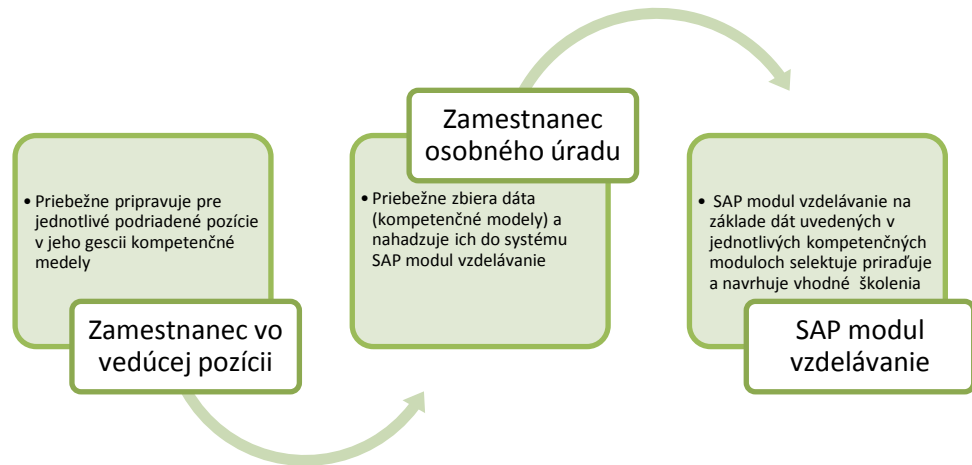 • Priebežne pripravuje pre
jednotlivé podriadené pozície
v jeho gescii kompetenčné
medely
Zamestnanec vo
vedúcej pozícii
Zamestnanec
osobného úradu
• Priebežne zbiera dáta
(kompetenčné modely) a
nahadzuje ich do systému
SAP modul vzdelávanie
• SAP modul vzdelávanie na
základe dát uvedených v
jednotlivých kompetenčných
moduloch selektuje priraďuje
a navrhuje vhodné školenia
SAP modul
vzdelávanie